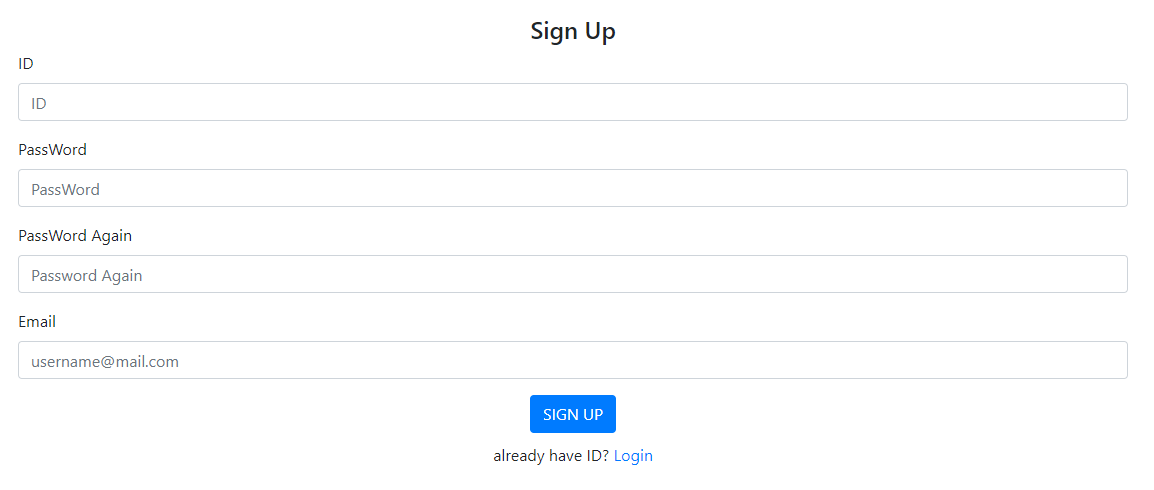 Sign Up
ID
ID
PassWord
PassWord
PassWord Again
Password Again
Email
username@mail.com
SIGN UP
already have ID? Login